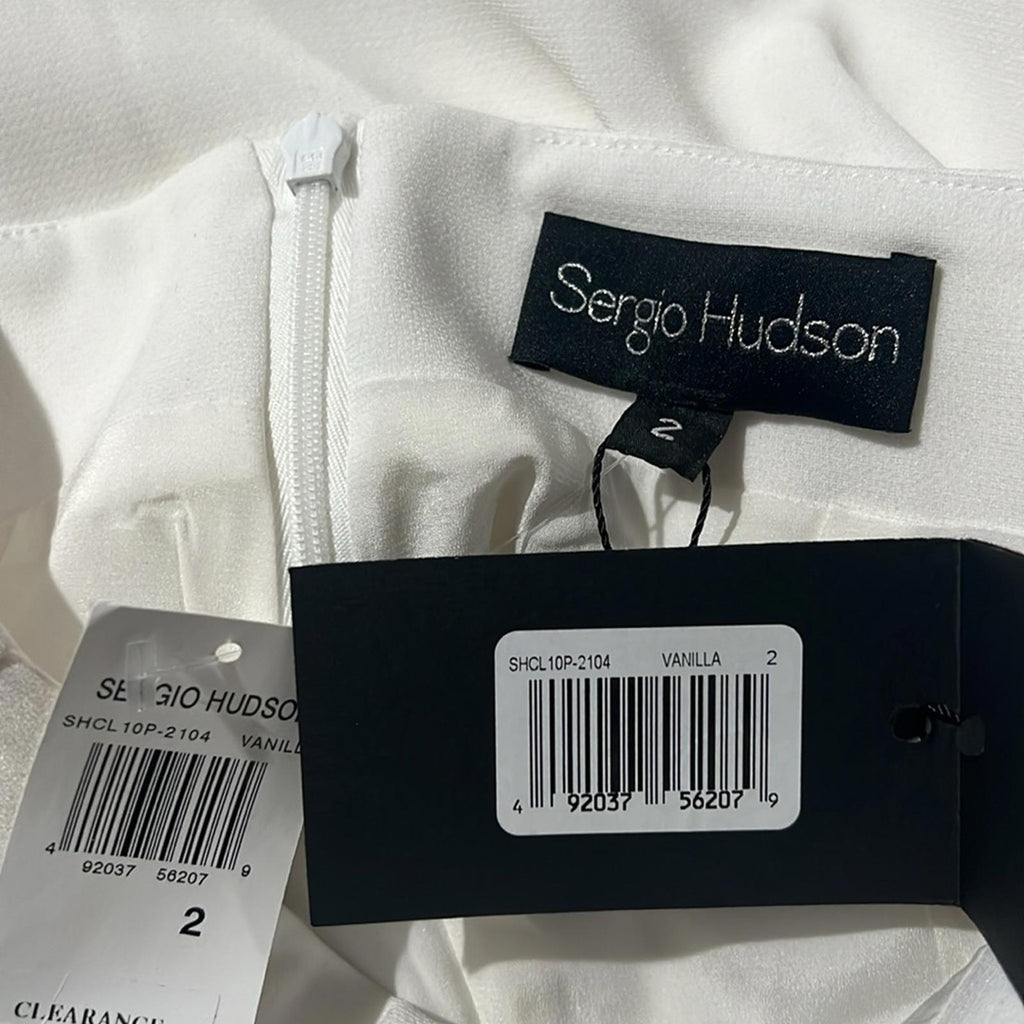 Sergio Hudson
2
SHCL10P-2104 VANILLA 2
4 92037 56207 9
SERGIO HUDSON
SHCL10P-2104 VANILL
4 92037 56207 9
2
CLEARANCE